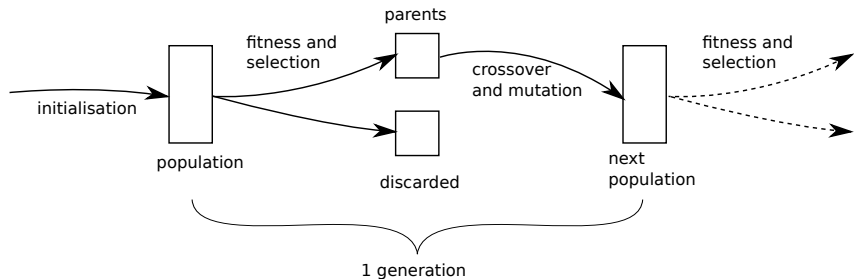 parents
fitness and
selection
fitness and
selection
crossover
and mutation
initialisation
population
next
population
discarded
1 generation